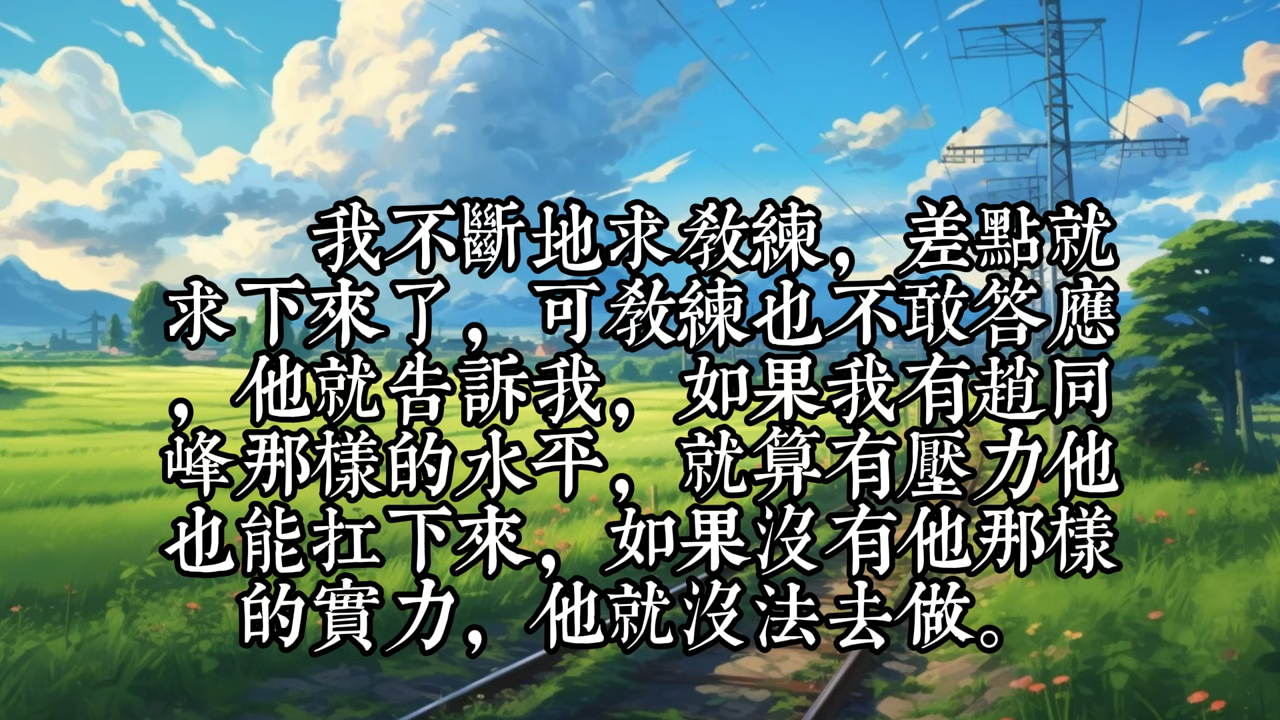 我不斷地求教練，差點就
求下來了，可教練也不敢答應
，他就告訴我，如果我有趙同
峰那樣的水平，就算有壓力他
也能扛下來，如果沒有他那樣
的實力，他就沒法去做。